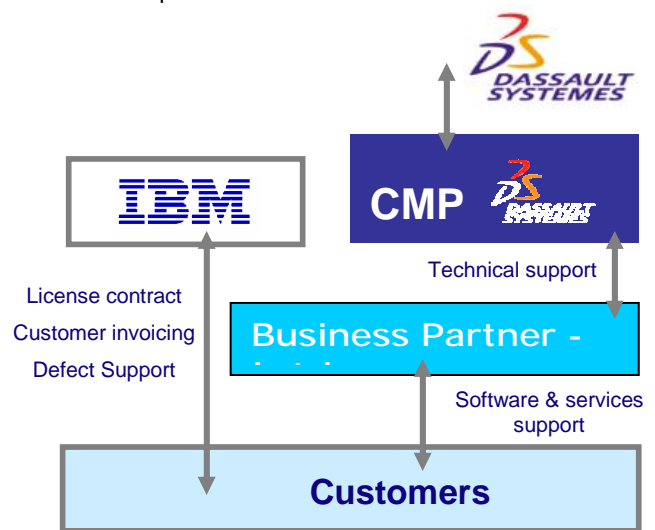 DASSAULT
SYSTEMES
IBM
CMP
DASSAULT
SYSTEMES
Technical support
License contract
Customer invoicing
Defect Support
Business Partner -
Software & services
support
Customers